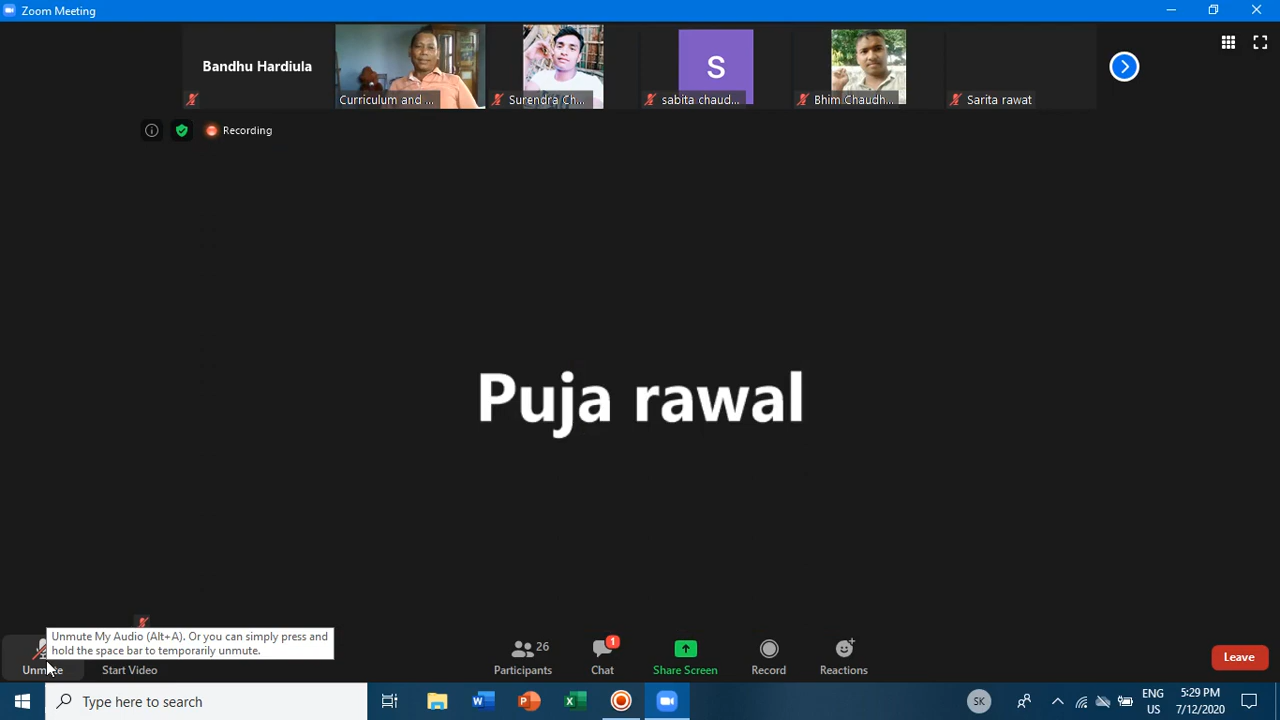 Zoom Meeting
Bandhu Hardiula
Curriculum and ...
Surendra Ch...
S
sabita chaud...
Bhim Chaudh...
Sarita rawat
Recording
Puja rawal
Unmute My Audio (Alt+A). Or you can simply press and
hold the space bar to temporarily unmute.
Unmute
Start Video
26
Participants
1
Chat
Share Screen
Record
Reactions
Leave
Type here to search
SK
ENG
US
5:29 PM
7/12/2020